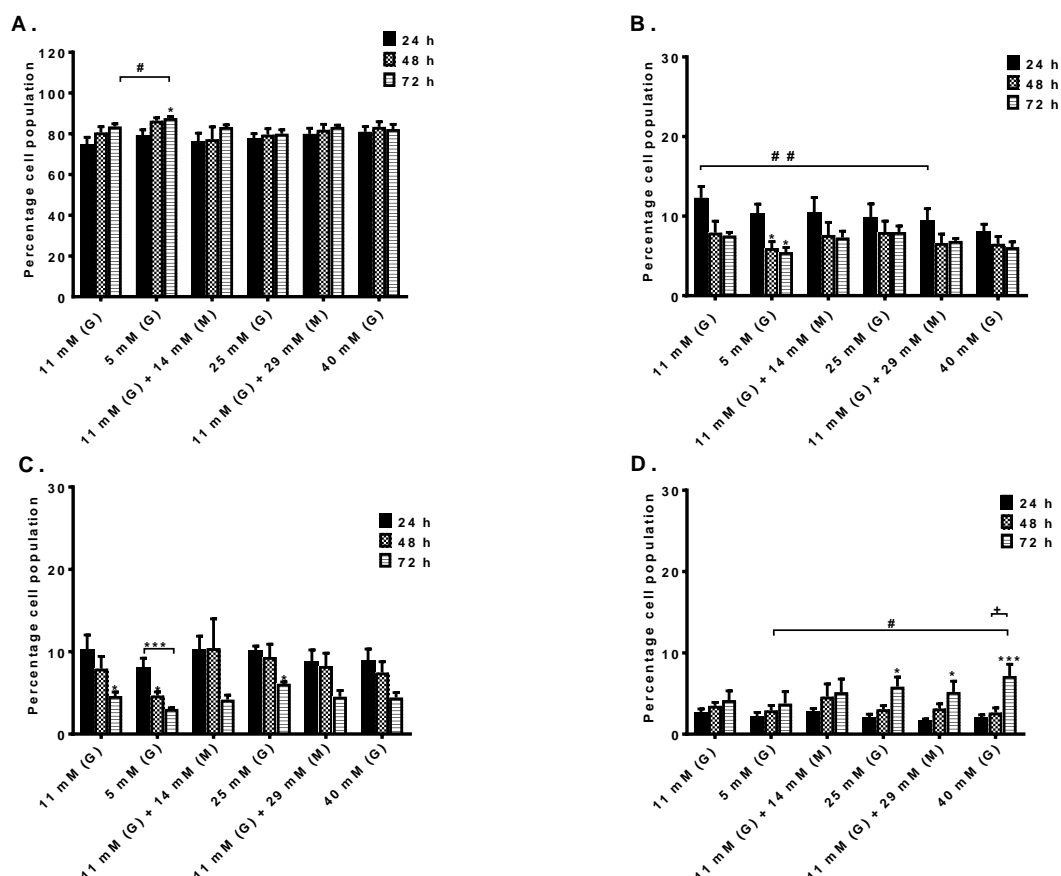 A.
24 h
48 h
72 h
Percentage cell population
120
100
80
60
40
20
0
#
*
11 mM (G)
5 mM (G)
11 mM (G) + 14 mM (M)
25 mM (G)
11 mM (G) + 29 mM (M)
40 mM (G)
B.
24 h
48 h
72 h
Percentage cell population
30
20
10
0
# #
*
*
11 mM (G)
5 mM (G)
11 mM (G) + 14 mM (M)
25 mM (G)
11 mM (G) + 29 mM (M)
40 mM (G)
C.
24 h
48 h
72 h
Percentage cell population
30
20
10
0
***
*
*
*
11 mM (G)
5 mM (G)
11 mM (G) + 14 mM (M)
25 mM (G)
11 mM (G) + 29 mM (M)
40 mM (G)
D.
24 h
48 h
72 h
Percentage cell population
30
20
10
0
+
#
***
*
*
11 mM (G)
5 mM (G)
11 mM (G) + 14 mM (M)
25 mM (G)
11 mM (G) + 29 mM (M)
40 mM (G)